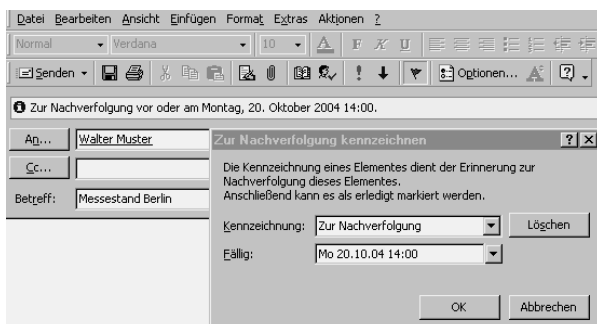 Datei Bearbeiten Ansicht Einfügen Format Extras Aktionen ?
Normal Verdana 10 A F K U
Senden Optionen...
Zur Nachverfolgung vor oder am Montag, 20. Oktober 2004 14:00.
An... Walter Muster
Cc...
Betreff: Messestand Berlin
Zur Nachverfolgung kennzeichnen
Die Kennzeichnung eines Elementes dient der Erinnerung zur
Nachverfolgung dieses Elementes.
Anschließend kann es als erledigt markiert werden.
Kennzeichnung: Zur Nachverfolgung Löschen
Fällig: Mo 20.10.04 14:00
OK Abbrechen